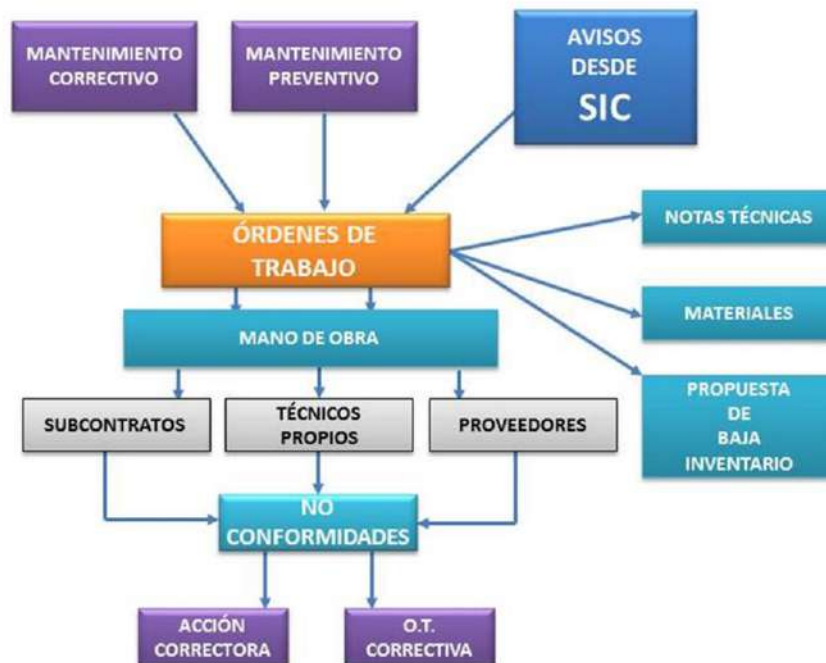 MANTENIMIENTO
CORRECTIVO
MANTENIMIENTO
PREVENTIVO
AVISOS
DESDE
SIC
ÓRDENES DE
TRABAJO
NOTAS TÉCNICAS
MATERIALES
PROPUESTA
DE
BAJA
INVENTARIO
MANO DE OBRA
SUBCONTRATOS
TÉCNICOS
PROPIOS
PROVEEDORES
NO
CONFORMIDADES
ACCIÓN
CORRECTORA
O.T.
CORRECTIVA